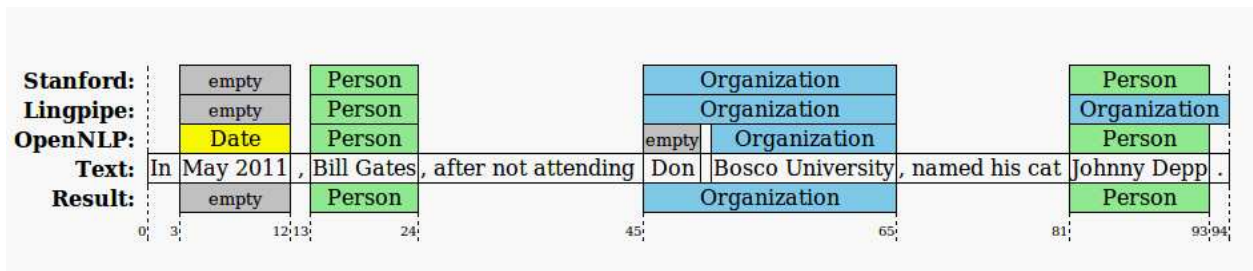 Stanford: empty Person Organization Person
Lingpipe: empty Person Organization Organization
OpenNLP: Date Person empty Organization Person
Text: In May 2011 , Bill Gates , after not attending Don Bosco University , named his cat Johnny Depp .
Result: empty Person Organization Person
0 3 12 13 24 45 65 81 93 94